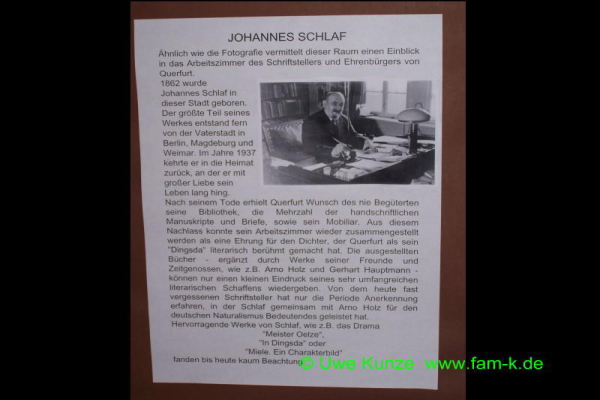 JOHANNES SCHLAF
Ähnlich wie die Fotografie vermittelt dieser Raum einen Einblick
in das Arbeitszimmer des Schriftstellers und Ehrenbürgers von
Querfurt.
1862 wurde
Johannes Schlaf in
dieser Stadt geboren.
Der größte Teil seines
Werkes entstand fern
von der Vaterstadt in
Berlin, Magdeburg und
Weimar. Im Jahre 1937
kehrte er in die Heimat
zurück, an der er mit
großer Liebe sein
Leben lang hing.
Nach seinem Tode erhielt Querfurt Wunsch des nie Begüterten
seine Bibliothek, die Mehrzahl der handschriftlichen
Manuskripte und Briefe, sowie sein Mobiliar. Aus diesem
Nachlass konnte sein Arbeitszimmer wieder zusammengestellt
werden als eine Ehrung für den Dichter, der Querfurt als sein
"Dingsda" literarisch berühmt gemacht hat. Die ausgestellten
Bücher - ergänzt durch Werke seiner Freunde und
Zeitgenossen, wie z.B. Arno Holz und Gerhart Hauptmann -
können nur einen kleinen Eindruck seines sehr umfangreichen
literarischen Schaffens wiedergeben. Von dem heute fast
vergessenen Schriftsteller hat nur die Periode Anerkennung
erfahren, in der Schlaf gemeinsam mit Arno Holz für den
deutschen Naturalismus Bedeutendes geleistet hat.
Hervorragende Werke von Schlaf, wie z.B. das Drama
"Meister Oelze",
"In Dingsda" oder
"Miele. Ein Charakterbild"
fanden bis heute kaum Beachtung.
© Uwe Kunze www.fam-k.de